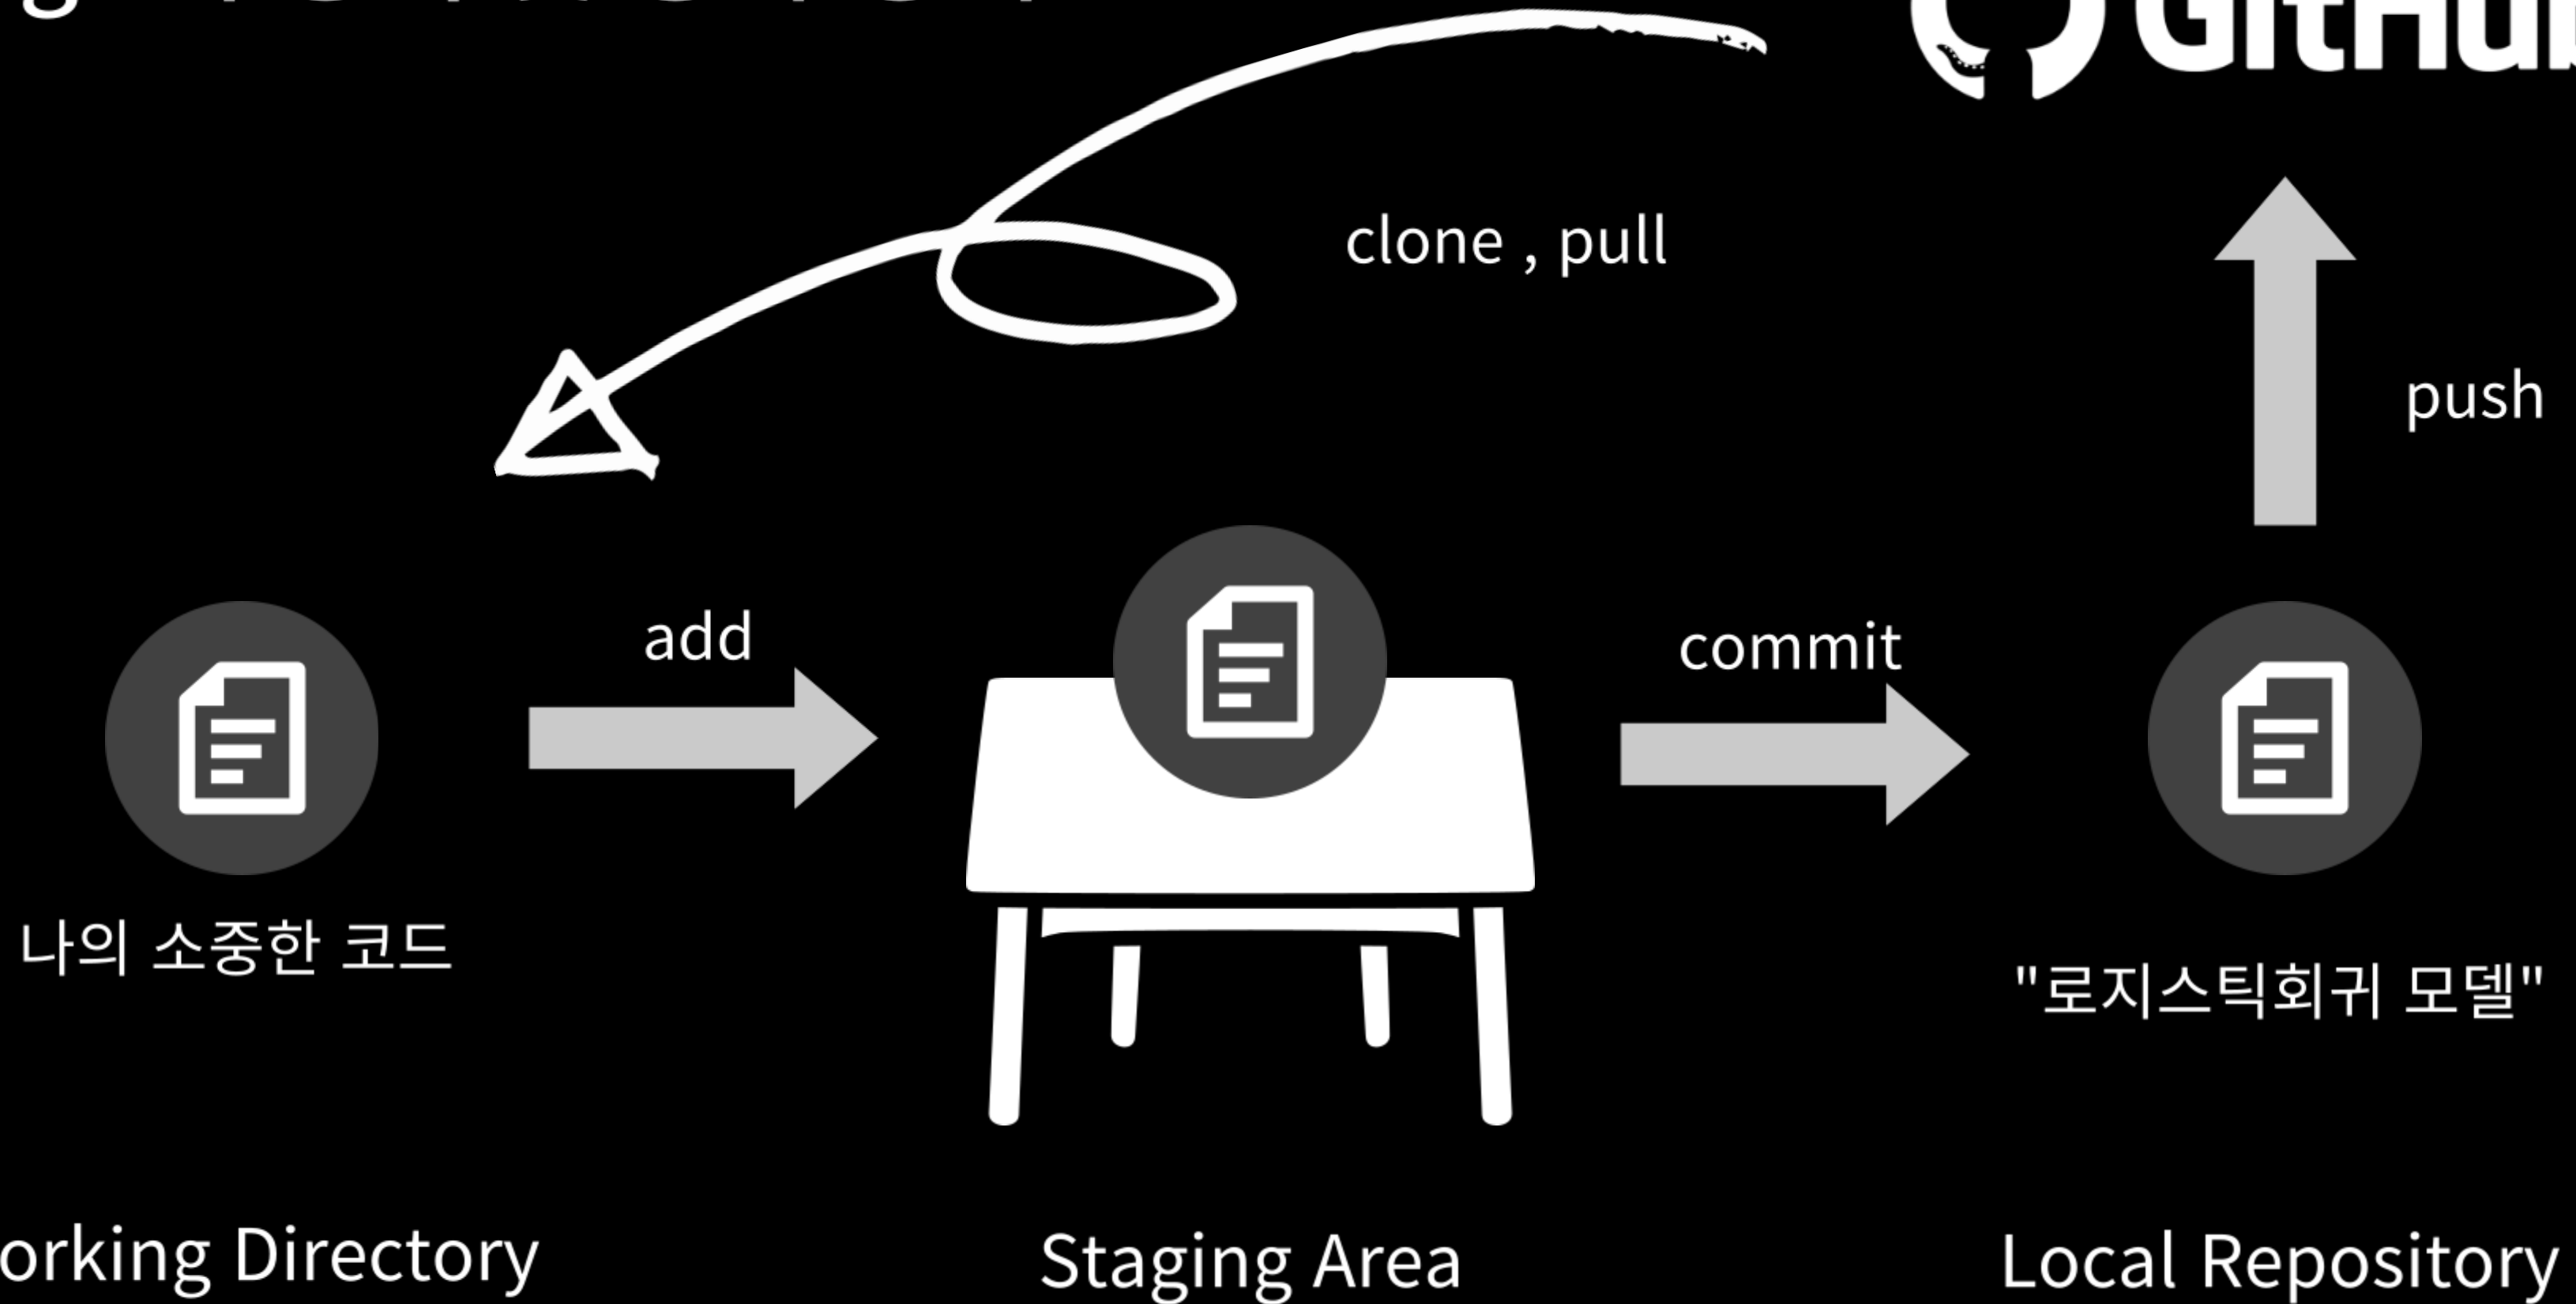 GitHub
clone , pull
push
add
commit
나의 소중한 코드
"로지스틱회귀 모델"
orking Directory
Staging Area
Local Repository